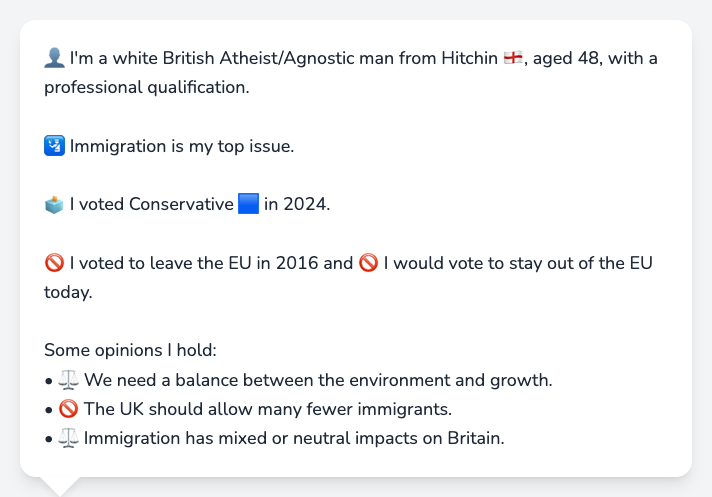 👤 I'm a white British Atheist/Agnostic man from Hitchin 🏴󠁧󠁢󠁥󠁮󠁧󠁿, aged 48, with a
professional qualification.
🛂 Immigration is my top issue.
🗳️ I voted Conservative 🟦 in 2024.
🚫 I voted to leave the EU in 2016 and 🚫 I would vote to stay out of the EU
today.
Some opinions I hold:
• ⚖️ We need a balance between the environment and growth.
• 🚫 The UK should allow many fewer immigrants.
• ⚖️ Immigration has mixed or neutral impacts on Britain.